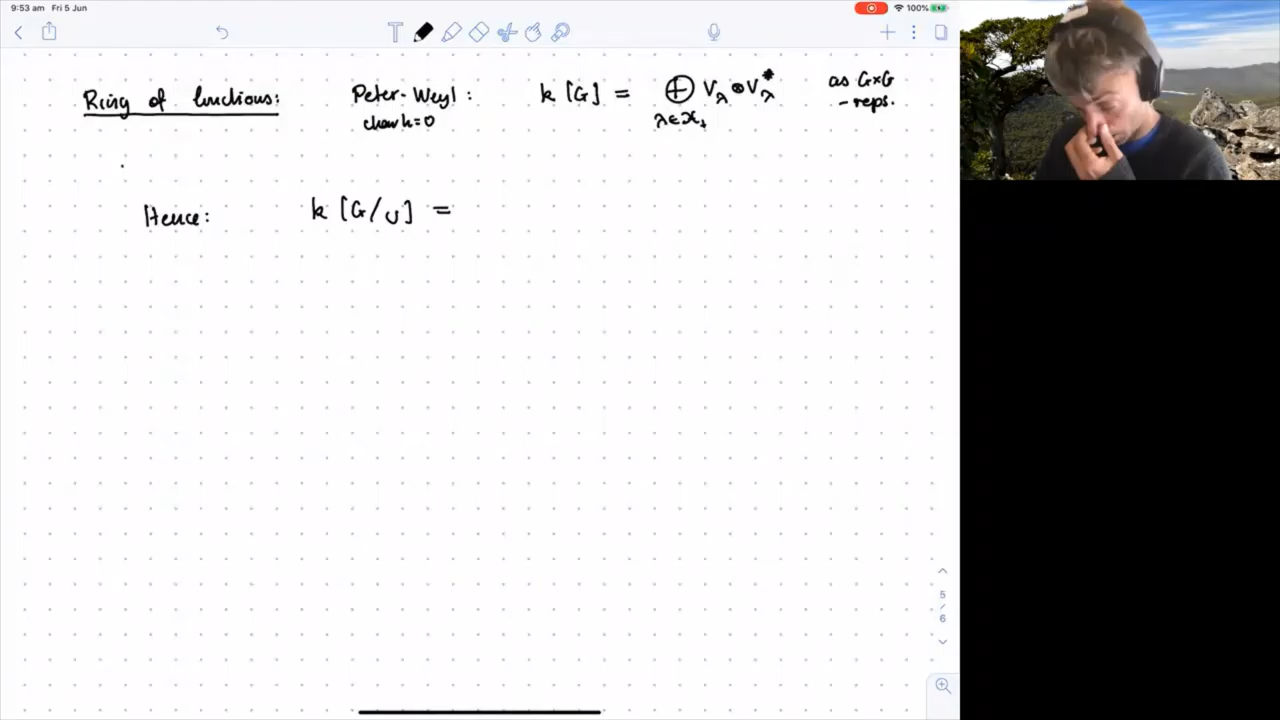 9:53 am Fri 5 Jun
100%
Ring of functions: Peter-Weyl : k [G] = ⊕ V_λ ⊗ V_λ^* as G×G
char k = 0 λ ∈ X_+ - reps.
Hence: k [G/U] =
5
/
6